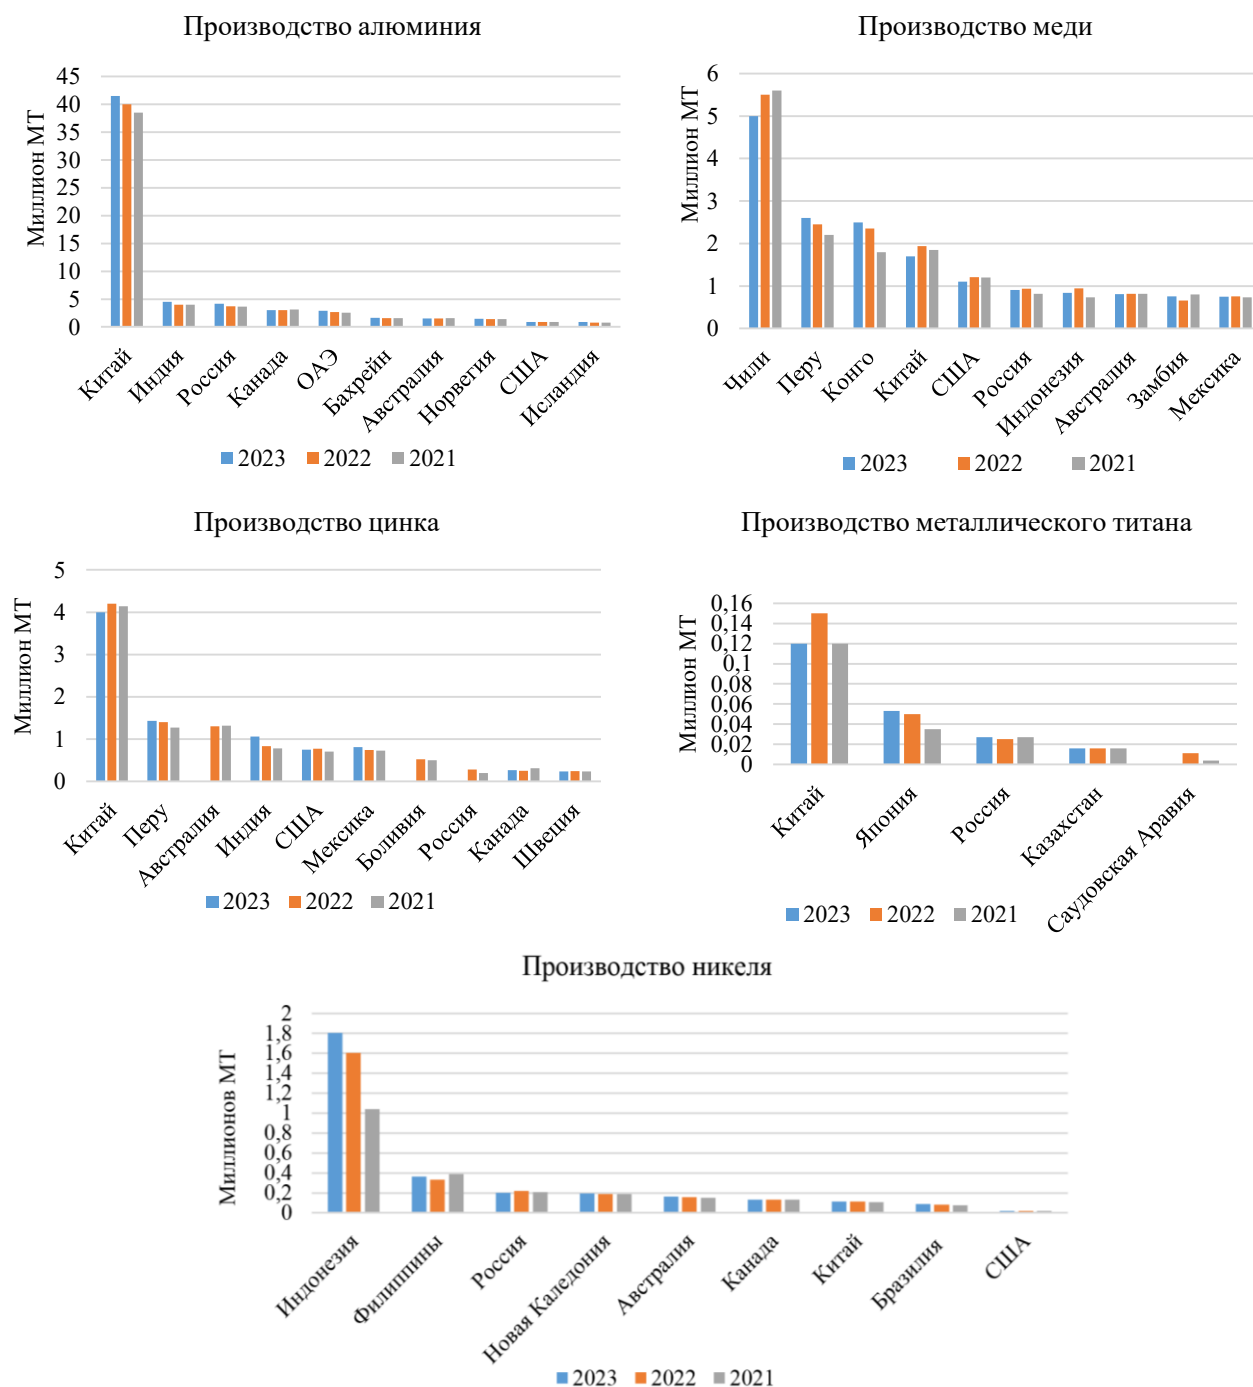 Производство алюминия
Миллион МТ
45
40
35
30
25
20
15
10
5
0
Китай
Индия
Россия
Канада
ОАЭ
Бахрейн
Австралия
Норвегия
США
Исландия
2023 2022 2021
Производство меди
Миллион МТ
6
5
4
3
2
1
0
Чили
Перу
Конго
Китай
США
Россия
Индонезия
Австралия
Замбия
Мексика
2023 2022 2021
Производство цинка
Миллион МТ
5
4
3
2
1
0
Китай
Перу
Австралия
Индия
США
Мексика
Боливия
Россия
Канада
Швеция
2023 2022 2021
Производство металлического титана
Миллион МТ
0,16
0,14
0,12
0,1
0,08
0,06
0,04
0,02
0
Китай
Япония
Россия
Казахстан
Саудовская Аравия
2023 2022 2021
Производство никеля
Миллионов МТ
2
1,8
1,6
1,4
1,2
1
0,8
0,6
0,4
0,2
0
Индонезия
Филиппины
Россия
Новая Каледония
Австралия
Канада
Китай
Бразилия
США
2023 2022 2021